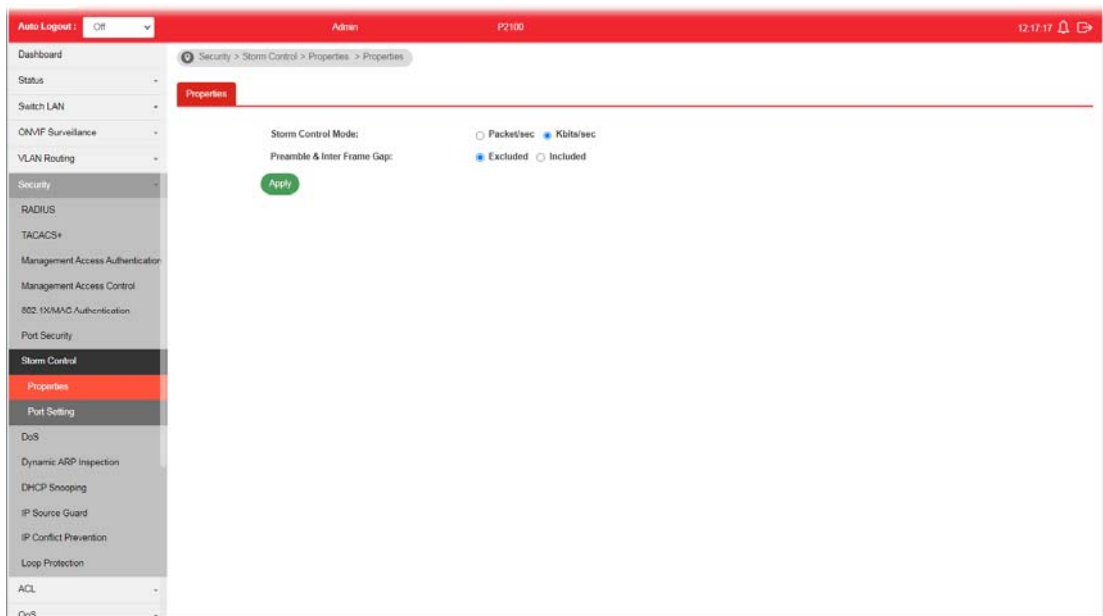 Auto Logout : Off Admin P2100 12:17:17
Dashboard
Security > Storm Control > Properties > Properties
Status
Properties
Switch LAN
ONVIF Surveillance
Storm Control Mode: Packet/sec Kbits/sec
VLAN Routing
Preamble & Inter Frame Gap: Excluded Included
Security
Apply
RADIUS
TACACS+
Management Access Authentication
Management Access Control
802.1X/MAC Authentication
Port Security
Storm Control
Properties
Port Setting
DoS
Dynamic ARP Inspection
DHCP Snooping
IP Source Guard
IP Conflict Prevention
Loop Protection
ACL
QoS